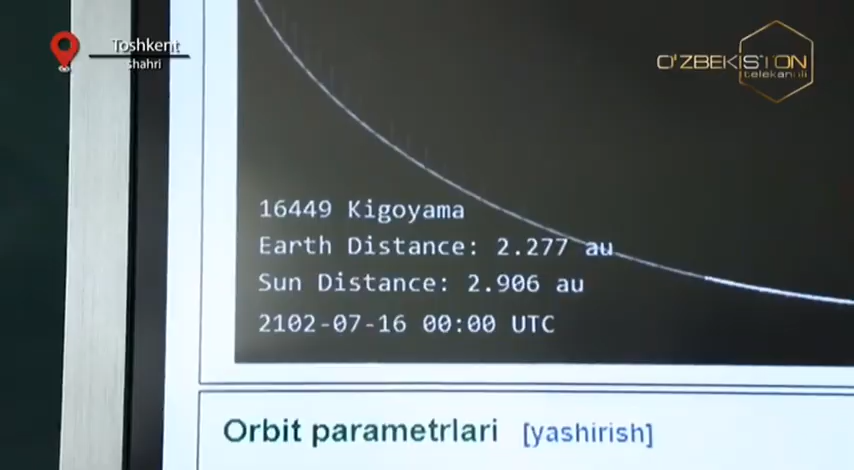 Toshkent
shahri
O'ZBEKISTON
telekanali
16449 Kigoyama
Earth Distance: 2.277 au
Sun Distance: 2.906 au
2102-07-16 00:00 UTC
Orbit parametrlari [yashirish]